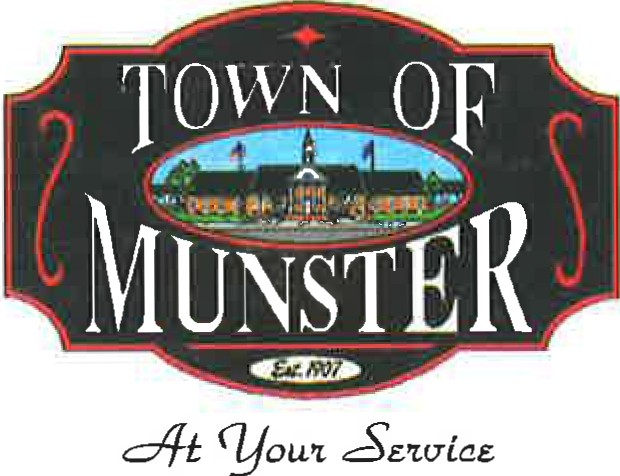 TOWN OF
MUNSTER
Est. 1907
At Your Service